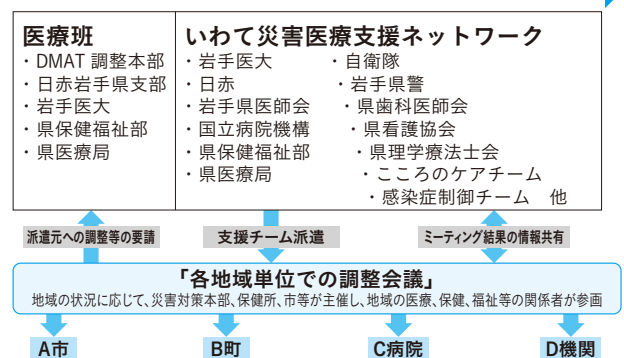 医療班
・DMAT 調整本部
・日赤岩手県支部
・岩手医大
・県保健福祉部
・県医療局
いわて災害医療支援ネットワーク
・岩手医大
・日赤
・岩手県医師会
・国立病院機構
・県保健福祉部
・県医療局
・自衛隊
・岩手県警
・県歯科医師会
・県看護協会
・県理学療法士会
・こころのケアチーム
・感染症制御チーム　他
派遣元への調整等の要請
支援チーム派遣
ミーティング結果の情報共有
「各地域単位での調整会議」
地域の状況に応じて、災害対策本部、保健所、市等が主催し、地域の医療、保健、福祉等の関係者が参画
A市
B町
C病院
D機関